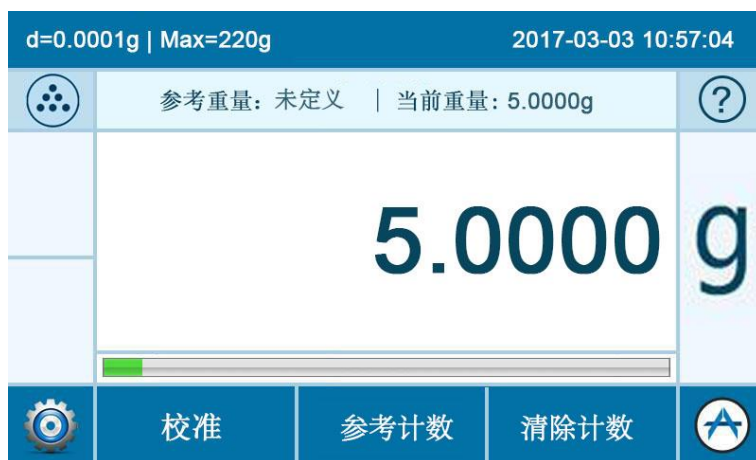 d=0.0001g | Max=220g 2017-03-03 10:57:04
参考重量: 未定义 | 当前重量: 5.0000g ?
5.0000 g
校准 参考计数 清除计数